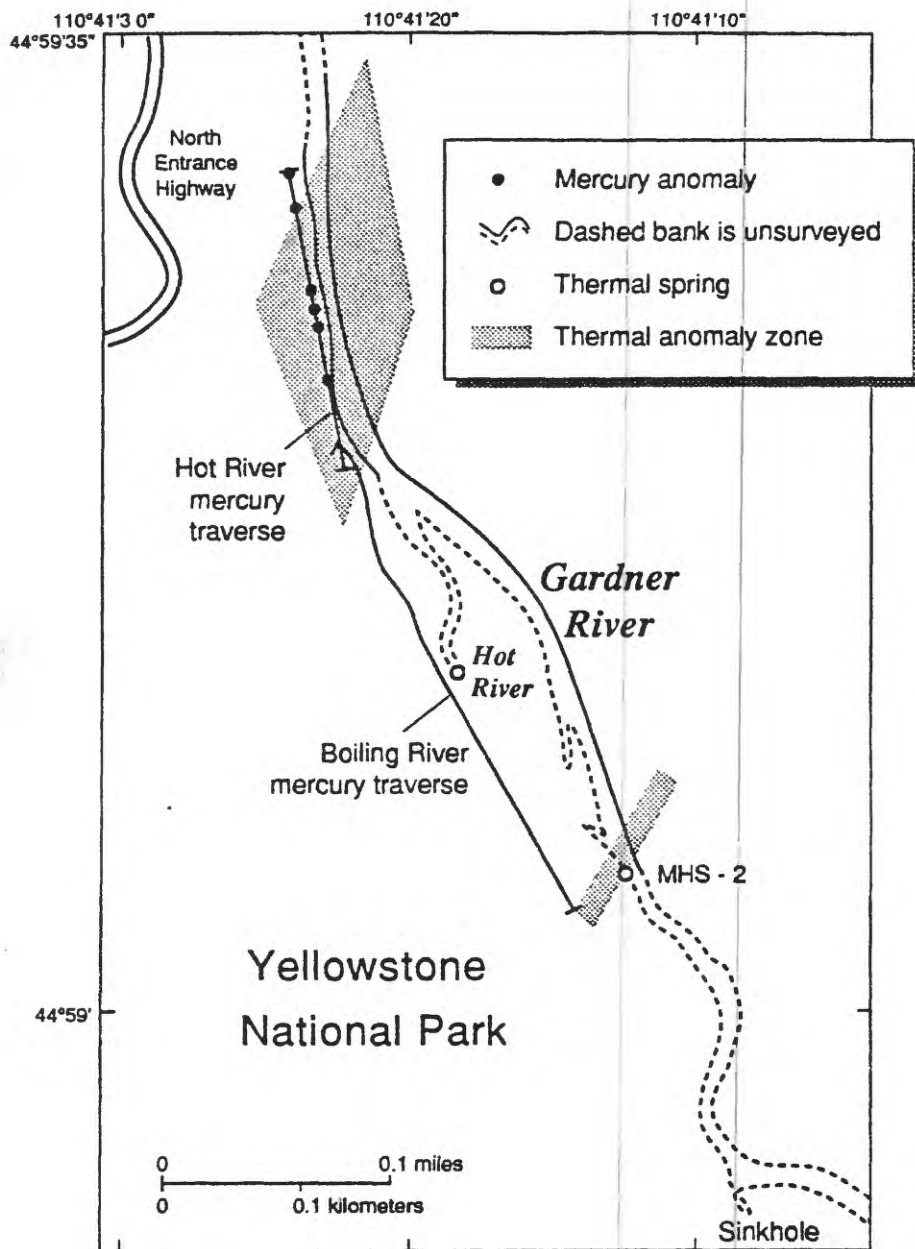 110°41'3 0" 110°41'20" 110°41'10"
44°59'35"
North
Entrance
Highway
Mercury anomaly
Dashed bank is unsurveyed
Thermal spring
Thermal anomaly zone
Hot River
mercury
traverse
Gardner
River
Hot
River
Boiling River
mercury traverse
MHS - 2
Yellowstone
National Park
44°59'
0 0.1 miles
0 0.1 kilometers
Sinkhole